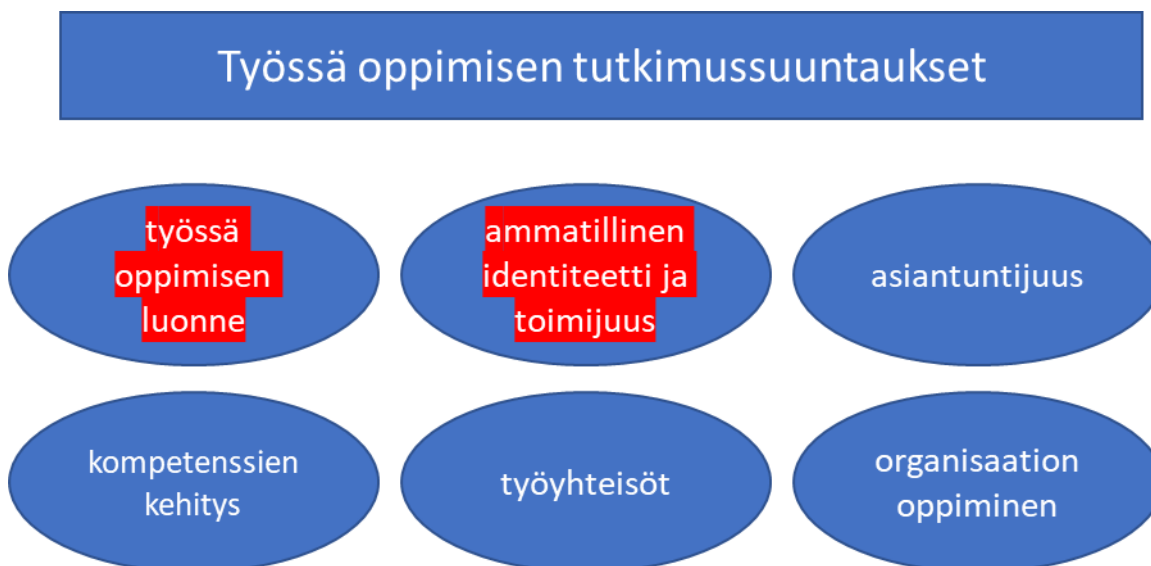 Työssä oppimisen tutkimussuuntaukset
työssä
oppimisen
luonne
ammatillinen
identiteetti ja
toimijuus
asiantuntijuus
kompetenssien
kehitys
työyhteisöt
organisaation
oppiminen